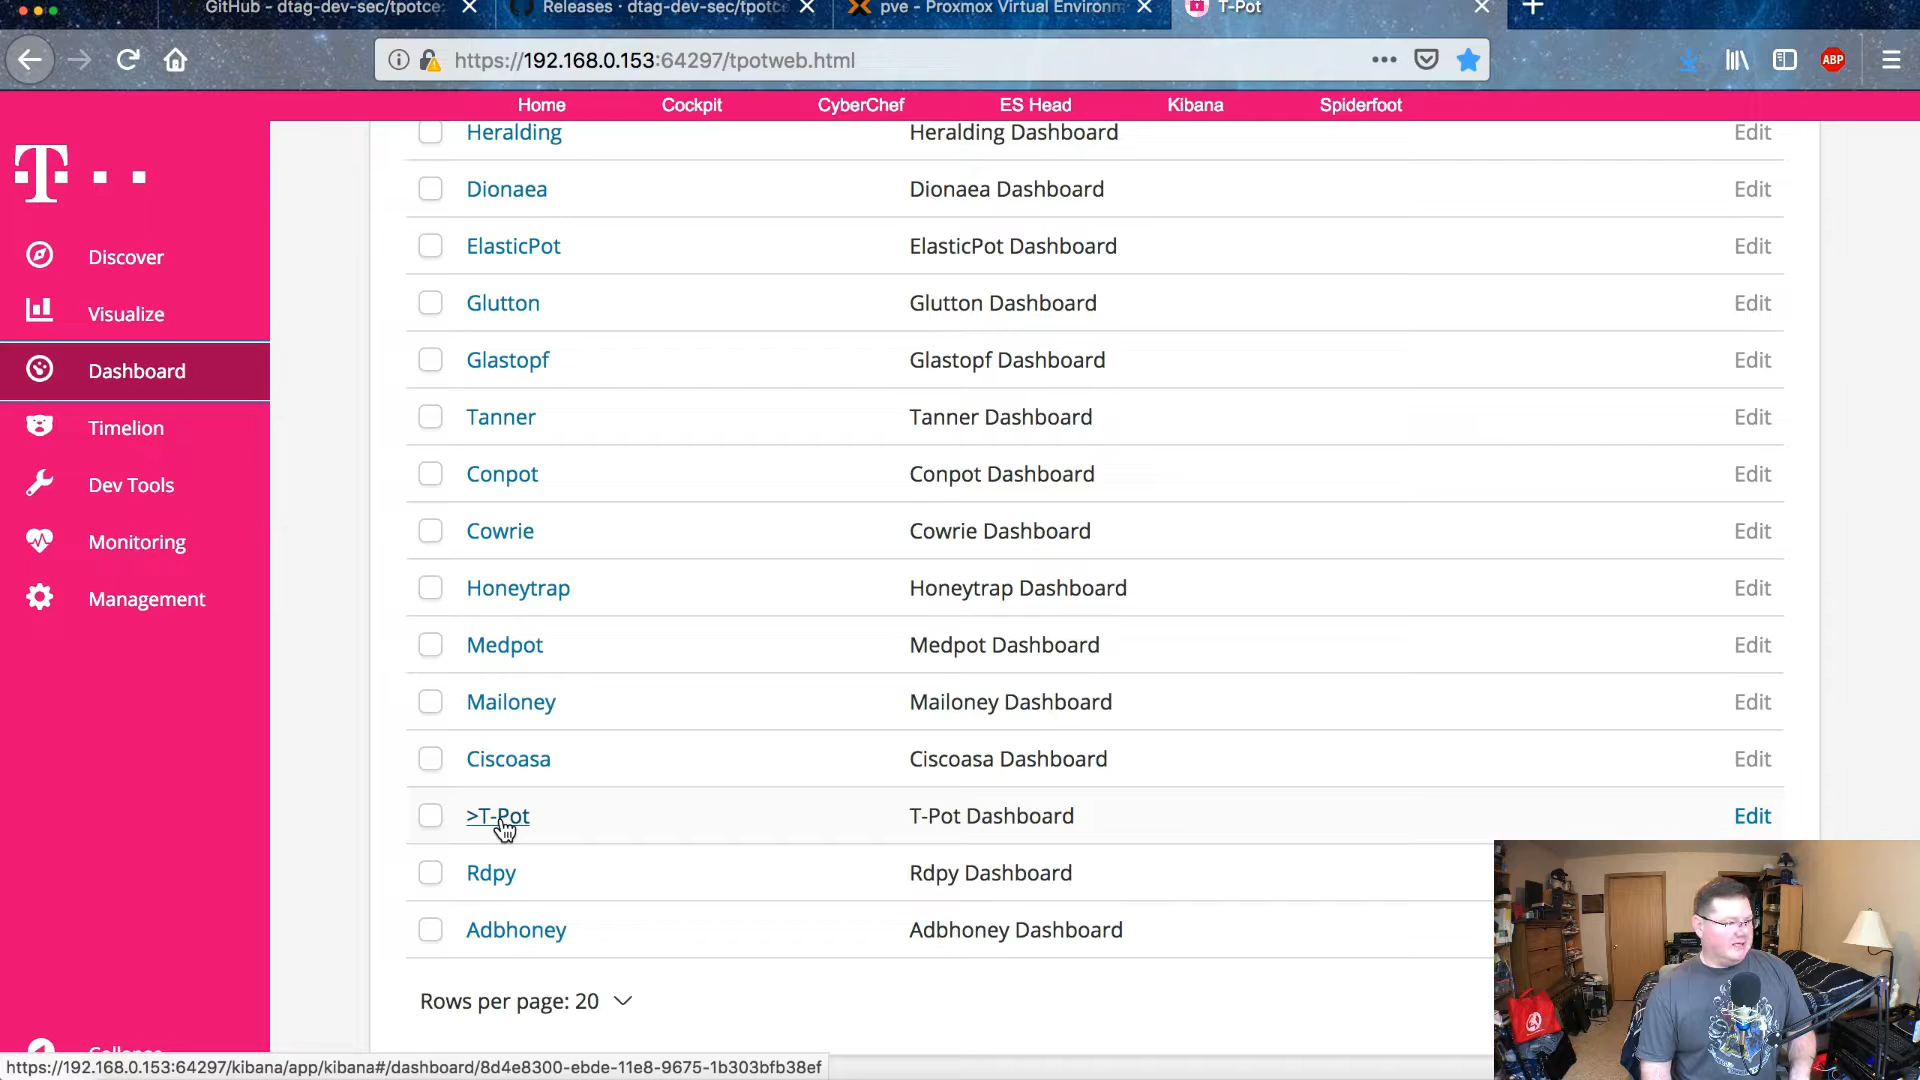 GitHub - dtag-dev-sec/tpotce:
Releases · dtag-dev-sec/tpotce
pve - Proxmox Virtual Environm
T-Pot
https://192.168.0.153:64297/tpotweb.html
ABP
Home Cockpit CyberChef ES Head Kibana Spiderfoot
T
Discover
Visualize
Dashboard
Timelion
Dev Tools
Monitoring
Management
Collapse
Heralding Heralding Dashboard Edit
Dionaea Dionaea Dashboard Edit
ElasticPot ElasticPot Dashboard Edit
Glutton Glutton Dashboard Edit
Glastopf Glastopf Dashboard Edit
Tanner Tanner Dashboard Edit
Conpot Conpot Dashboard Edit
Cowrie Cowrie Dashboard Edit
Honeytrap Honeytrap Dashboard Edit
Medpot Medpot Dashboard Edit
Mailoney Mailoney Dashboard Edit
Ciscoasa Ciscoasa Dashboard Edit
>T-Pot T-Pot Dashboard Edit
Rdpy Rdpy Dashboard
Adbhoney Adbhoney Dashboard
Rows per page: 20
https://192.168.0.153:64297/kibana/app/kibana#/dashboard/8d4e8300-ebde-11e8-9675-1b303bfb38ef